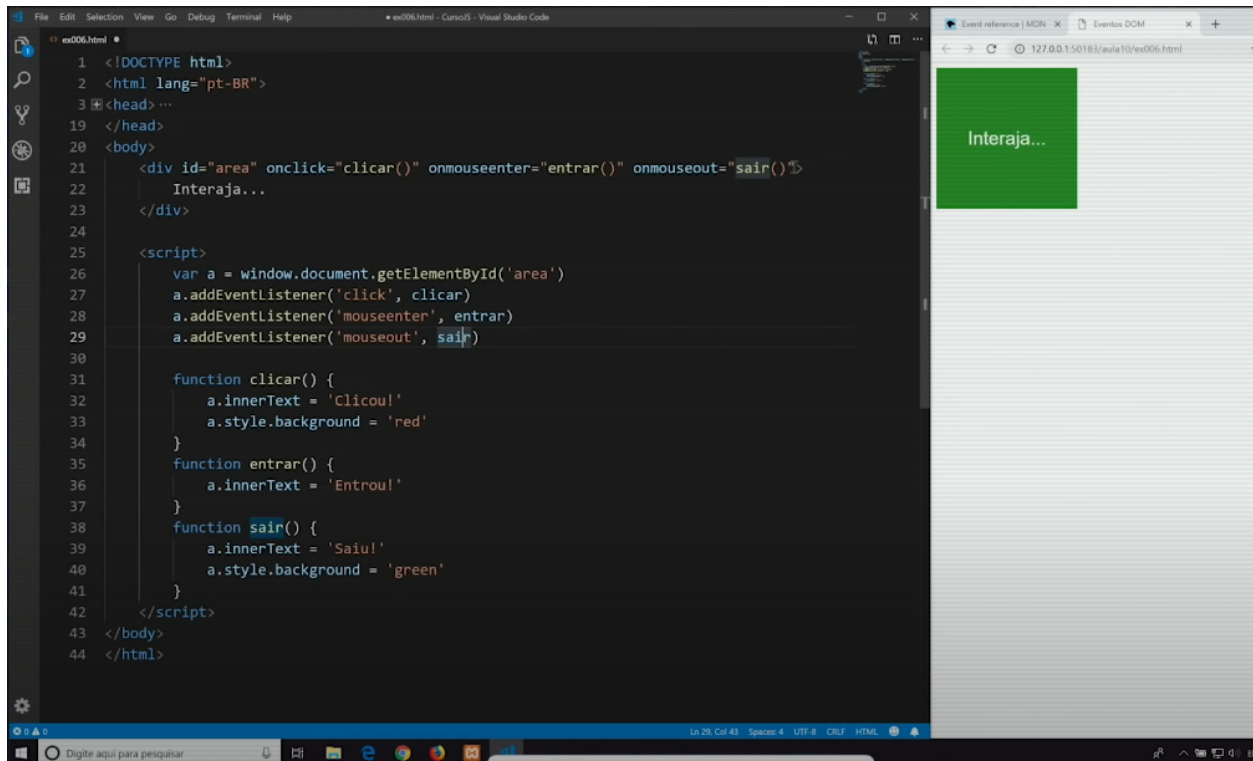 File Edit Selection View Go Debug Terminal Help
● ex006.html - CursoJS - Visual Studio Code
ex006.html ●
1 <!DOCTYPE html>
2 <html lang="pt-BR">
3 <head> ...
19 </head>
20 <body>
21 <div id="area" onclick="clicar()" onmouseenter="entrar()" onmouseout="sair()">
22 Interaja...
23 </div>
24
25 <script>
26 var a = window.document.getElementById('area')
27 a.addEventListener('click', clicar)
28 a.addEventListener('mouseenter', entrar)
29 a.addEventListener('mouseout', sair)
30
31 function clicar() {
32 a.innerText = 'Clicou!'
33 a.style.background = 'red'
34 }
35 function entrar() {
36 a.innerText = 'Entrou!'
37 }
38 function sair() {
39 a.innerText = 'Saiu!'
40 a.style.background = 'green'
41 }
42 </script>
43 </body>
44 </html>
0 0
Ln 29, Col 43 Spaces: 4 UTF-8 CRLF HTML
Digite aqui para pesquisar
Event reference | MDN
Eventos DOM
127.0.0.1:50183/aula10/ex006.html
Interaja...